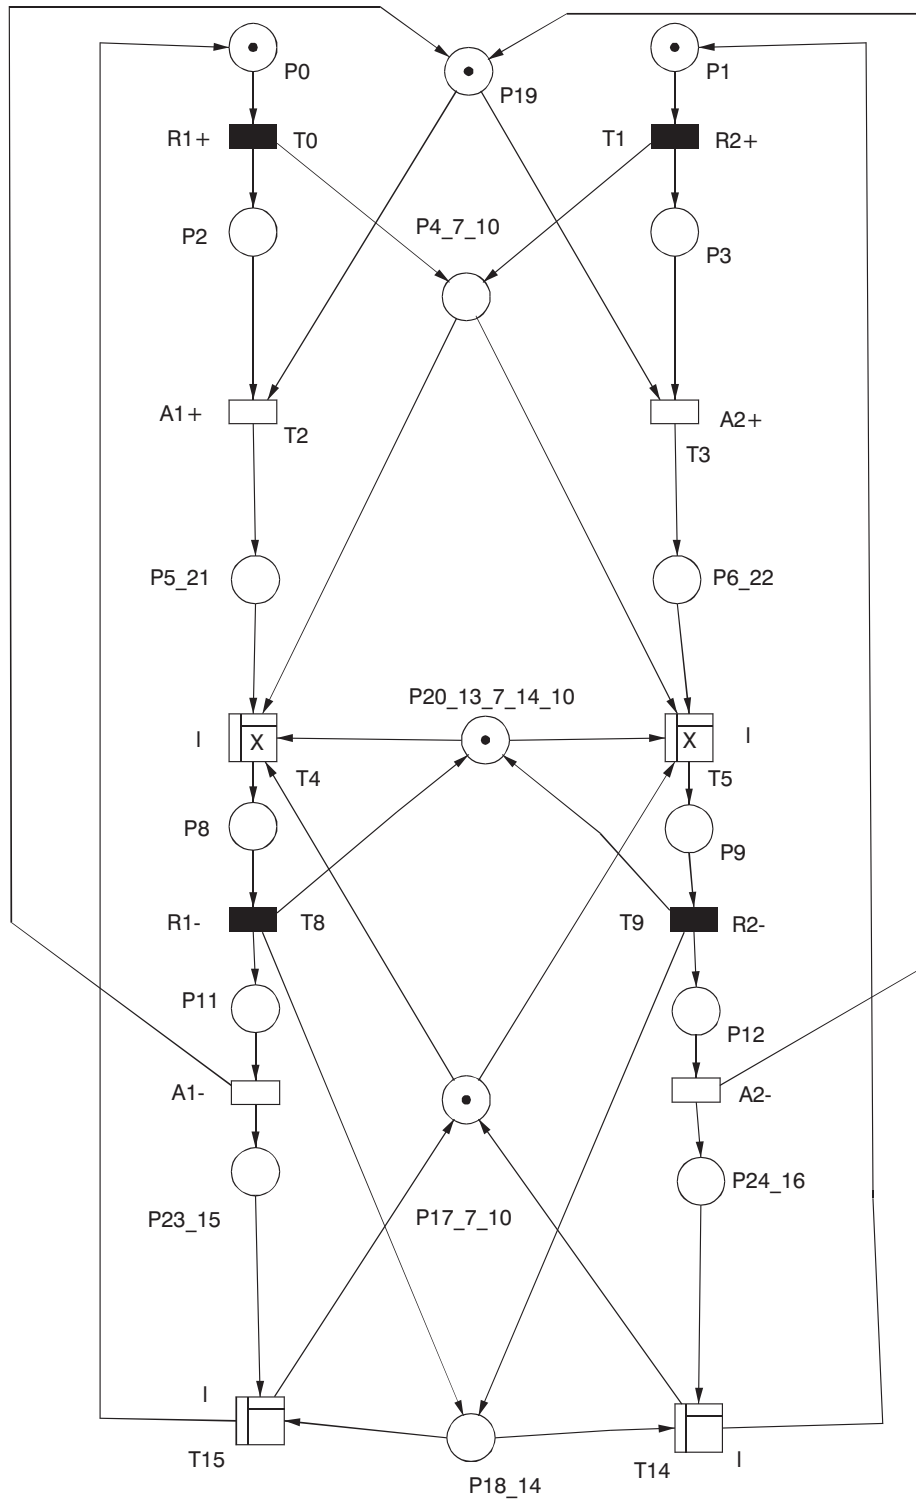 P0
P19
P1
R1+
T0
T1
R2+
P2
P4_7_10
P3
A1+
T2
A2+
T3
P5_21
P6_22
P20_13_7_14_10
I
X
T4
X
I
T5
P8
P9
R1-
T8
T9
R2-
P11
P12
A1-
A2-
P23_15
P17_7_10
P24_16
I
T15
P18_14
T14
I